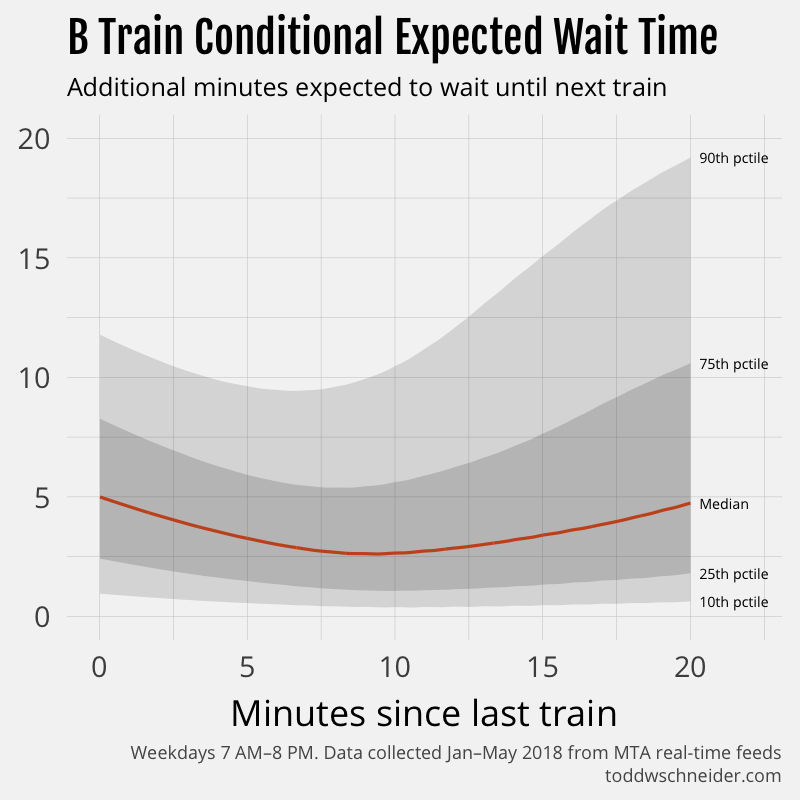 B Train Conditional Expected Wait Time
Additional minutes expected to wait until next train
20
90th pctile
15
75th pctile
10
5
Median
25th pctile
10th pctile
0
0 5 10 15 20
Minutes since last train
Weekdays 7 AM–8 PM. Data collected Jan–May 2018 from MTA real-time feeds
toddwschneider.com